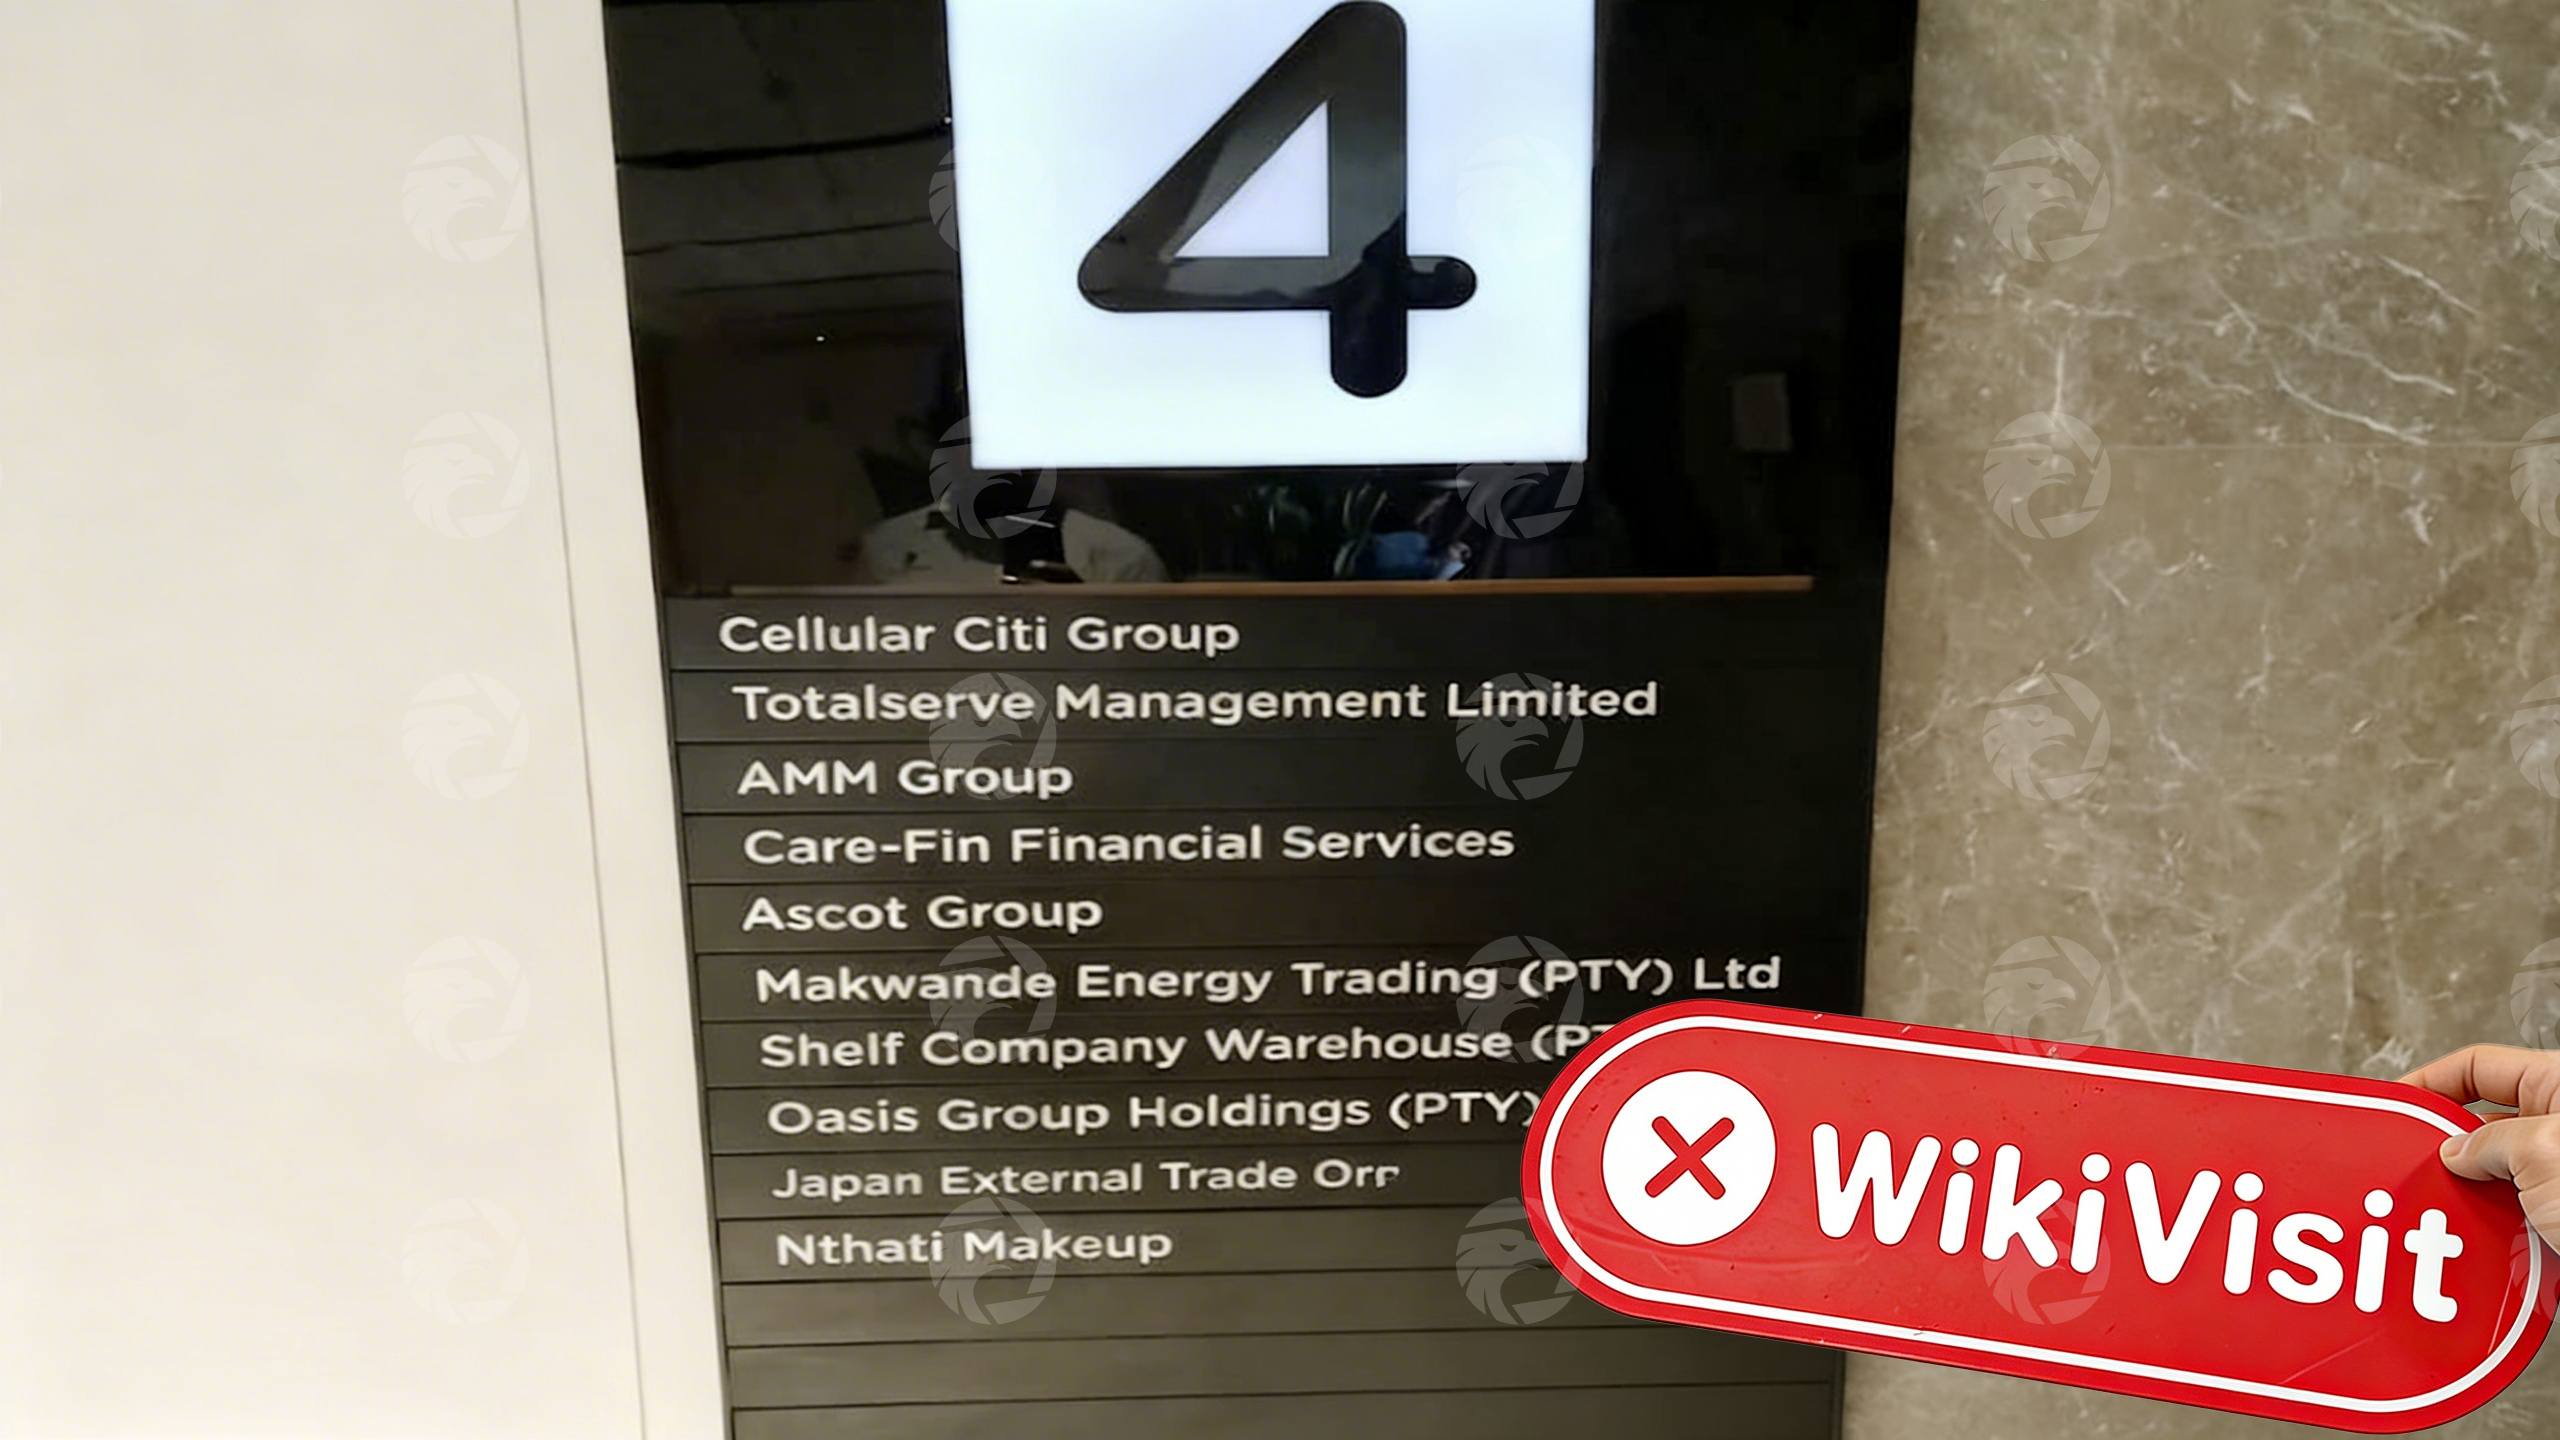 4
Cellular Citi Group
Totalserve Management Limited
AMM Group
Care-Fin Financial Services
Ascot Group
Makwande Energy Trading (PTY) Ltd
Shelf Company Warehouse
Oasis Group Holdings (PTY)
Japan External Trade
Nthati Makeup
WikiVisit